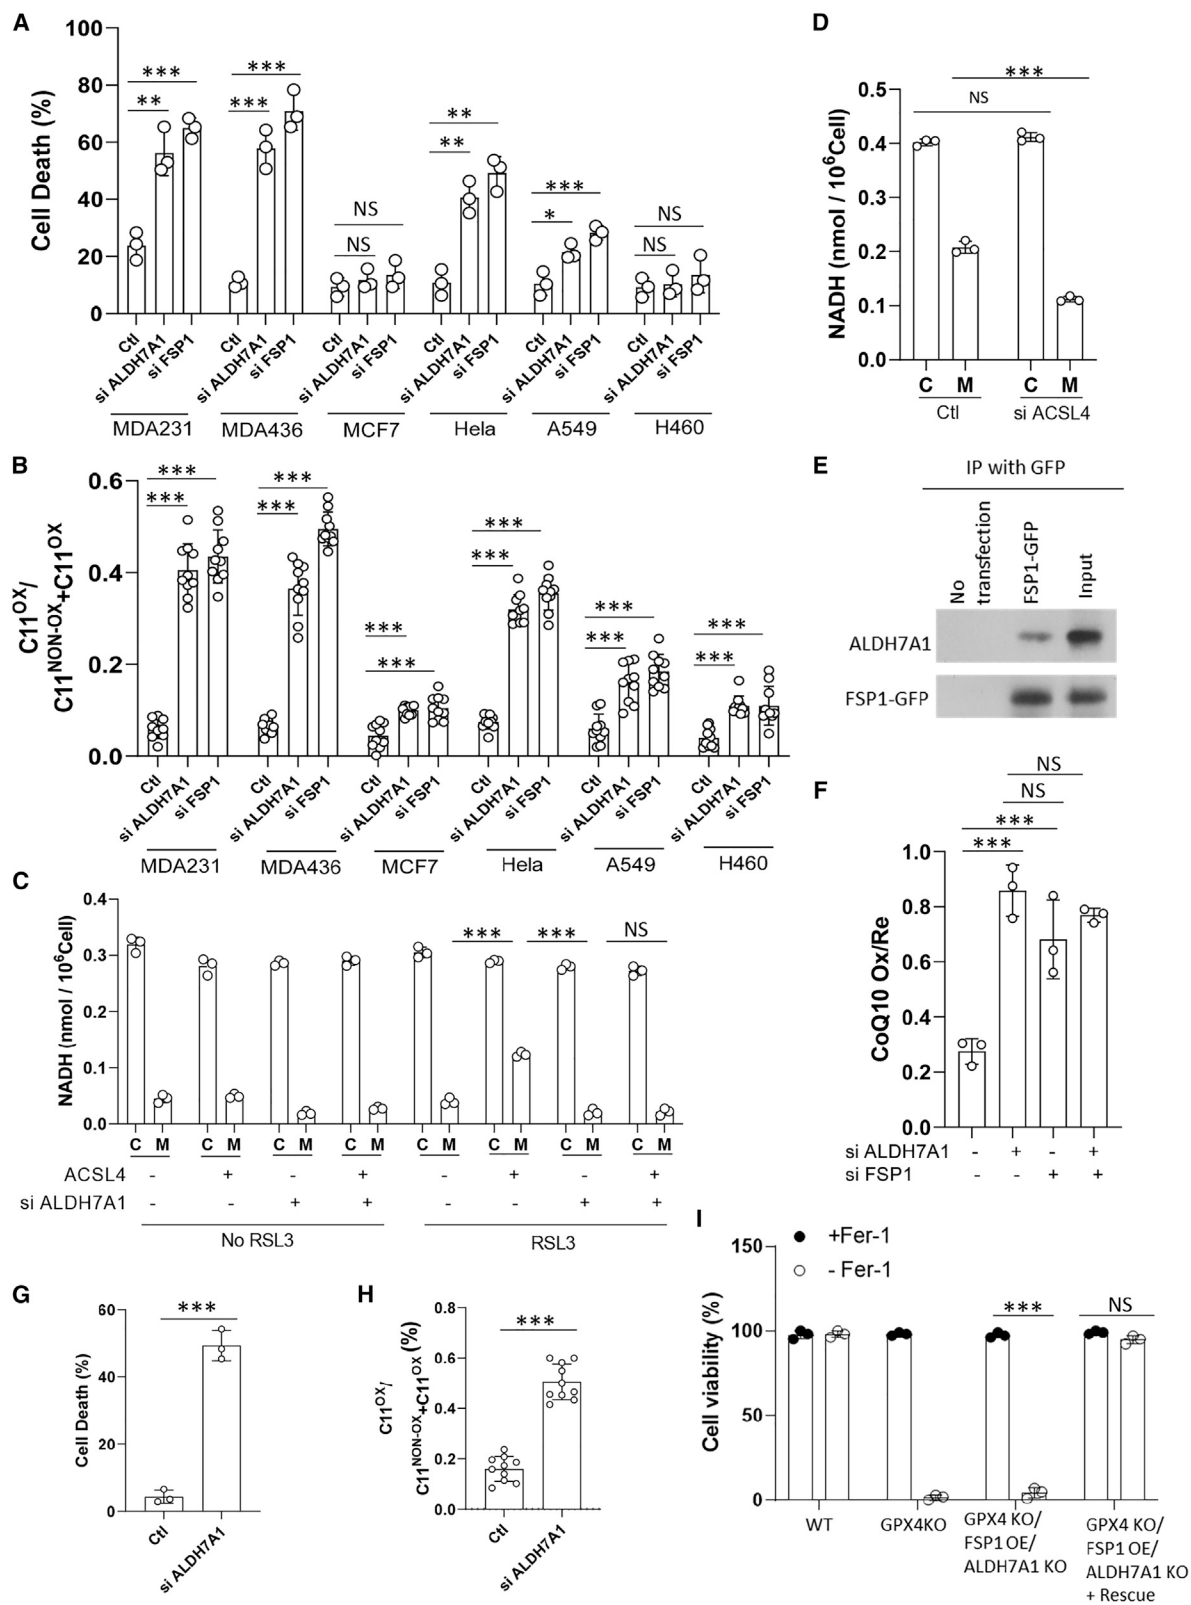 A
Cell Death (%)
100
80
60
40
20
0
*** ** *** *** NS NS ** ** *** * NS NS
Ctl si ALDH7A1 si FSP1 Ctl si ALDH7A1 si FSP1 Ctl si ALDH7A1 si FSP1 Ctl si ALDH7A1 si FSP1 Ctl si ALDH7A1 si FSP1 Ctl si ALDH7A1 si FSP1
MDA231 MDA436 MCF7 Hela A549 H460
D
NADH (nmol / 10⁶Cell)
***
NS
0.5
0.4
0.3
0.2
0.1
0.0
C M C M
Ctl si ACSL4
B
C11ᴼˣ/
C11ᴺᴼᴺ⁻ᴼˣ+C11ᴼˣ
0.6
0.4
0.2
0.0
*** *** *** *** *** *** *** *** *** *** *** ***
Ctl si ALDH7A1 si FSP1 Ctl si ALDH7A1 si FSP1 Ctl si ALDH7A1 si FSP1 Ctl si ALDH7A1 si FSP1 Ctl si ALDH7A1 si FSP1 Ctl si ALDH7A1 si FSP1
MDA231 MDA436 MCF7 Hela A549 H460
E
IP with GFP
No
transfection
FSP1-GFP
Input
ALDH7A1
FSP1-GFP
C
NADH (nmol / 10⁶Cell)
0.4
0.3
0.2
0.1
0.0
*** *** NS
C M C M C M C M C M C M C M C M
ACSL4 - + - + - + - +
si ALDH7A1 - - + + - - + +
No RSL3 RSL3
F
CoQ10 Ox/Re
NS
NS
***
***
1.0
0.8
0.6
0.4
0.2
0.0
si ALDH7A1 - + - +
si FSP1 - - + +
G
Cell Death (%)
***
60
40
20
0
Ctl si ALDH7A1
H
C11ᴼˣ/
C11ᴺᴼᴺ⁻ᴼˣ+C11ᴼˣ (%)
***
0.8
0.6
0.4
0.2
0.0
Ctl si ALDH7A1
I
Cell viability (%)
+Fer-1
- Fer-1
150
100
50
0
*** NS
WT
GPX4KO
GPX4 KO/
FSP1 OE/
ALDH7A1 KO
GPX4 KO/
FSP1 OE/
ALDH7A1 KO
+ Rescue